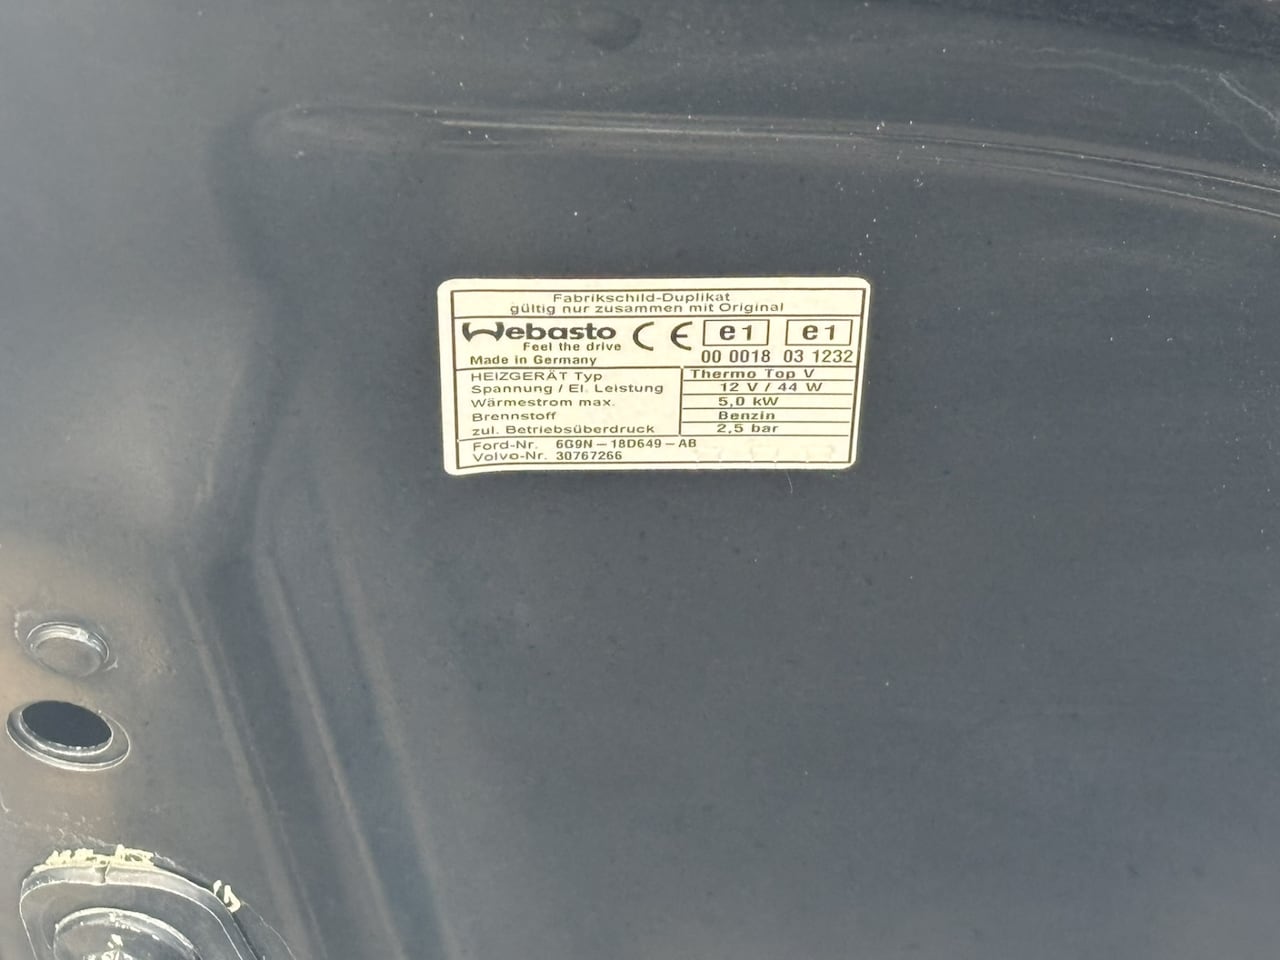 Fabrikschild-Duplikat
gültig nur zusammen mit Original
Webasto CE e1 e1
Feel the drive
Made in Germany 00 0018 03 1232
HEIZGERÄT Typ Thermo Top V
Spannung / El. Leistung 12 V / 44 W
Wärmestrom max. 5,0 kW
Brennstoff Benzin
zul. Betriebsüberdruck 2,5 bar
Ford-Nr. 6G9N-18D649-AB
Volvo-Nr. 30767266